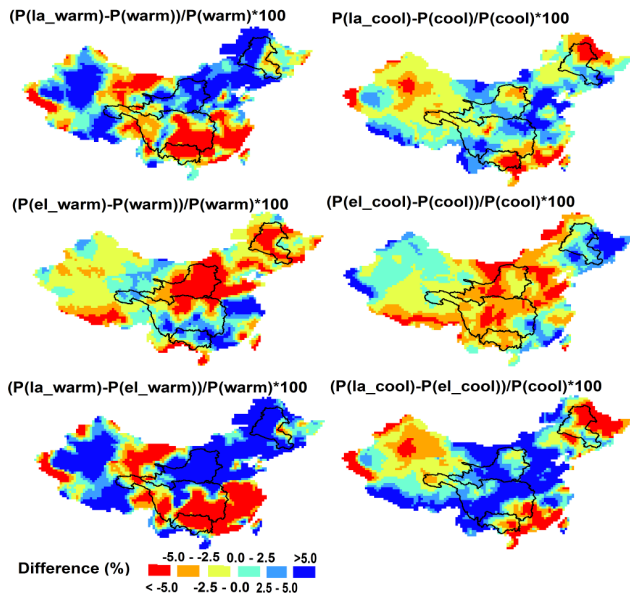 (P(la_warm)-P(warm))/P(warm)*100
P(la_cool)-P(cool)/P(cool)*100
(P(el_warm)-P(warm))/P(warm)*100
(P(el_cool)-P(cool))/P(cool)*100
(P(la_warm)-P(el_warm))/P(warm)*100
(P(la_cool)-P(el_cool))/P(cool)*100
-5.0 - -2.5 0.0 - 2.5 >5.0
Difference (%)
< -5.0 -2.5 - 0.0 2.5 - 5.0